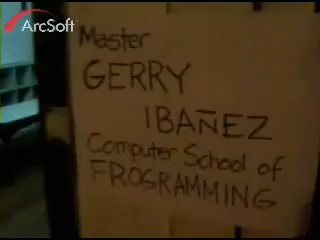 ArcSoft
Master
GERRY
IBAÑEZ
Computer School of
FROGRAMMING